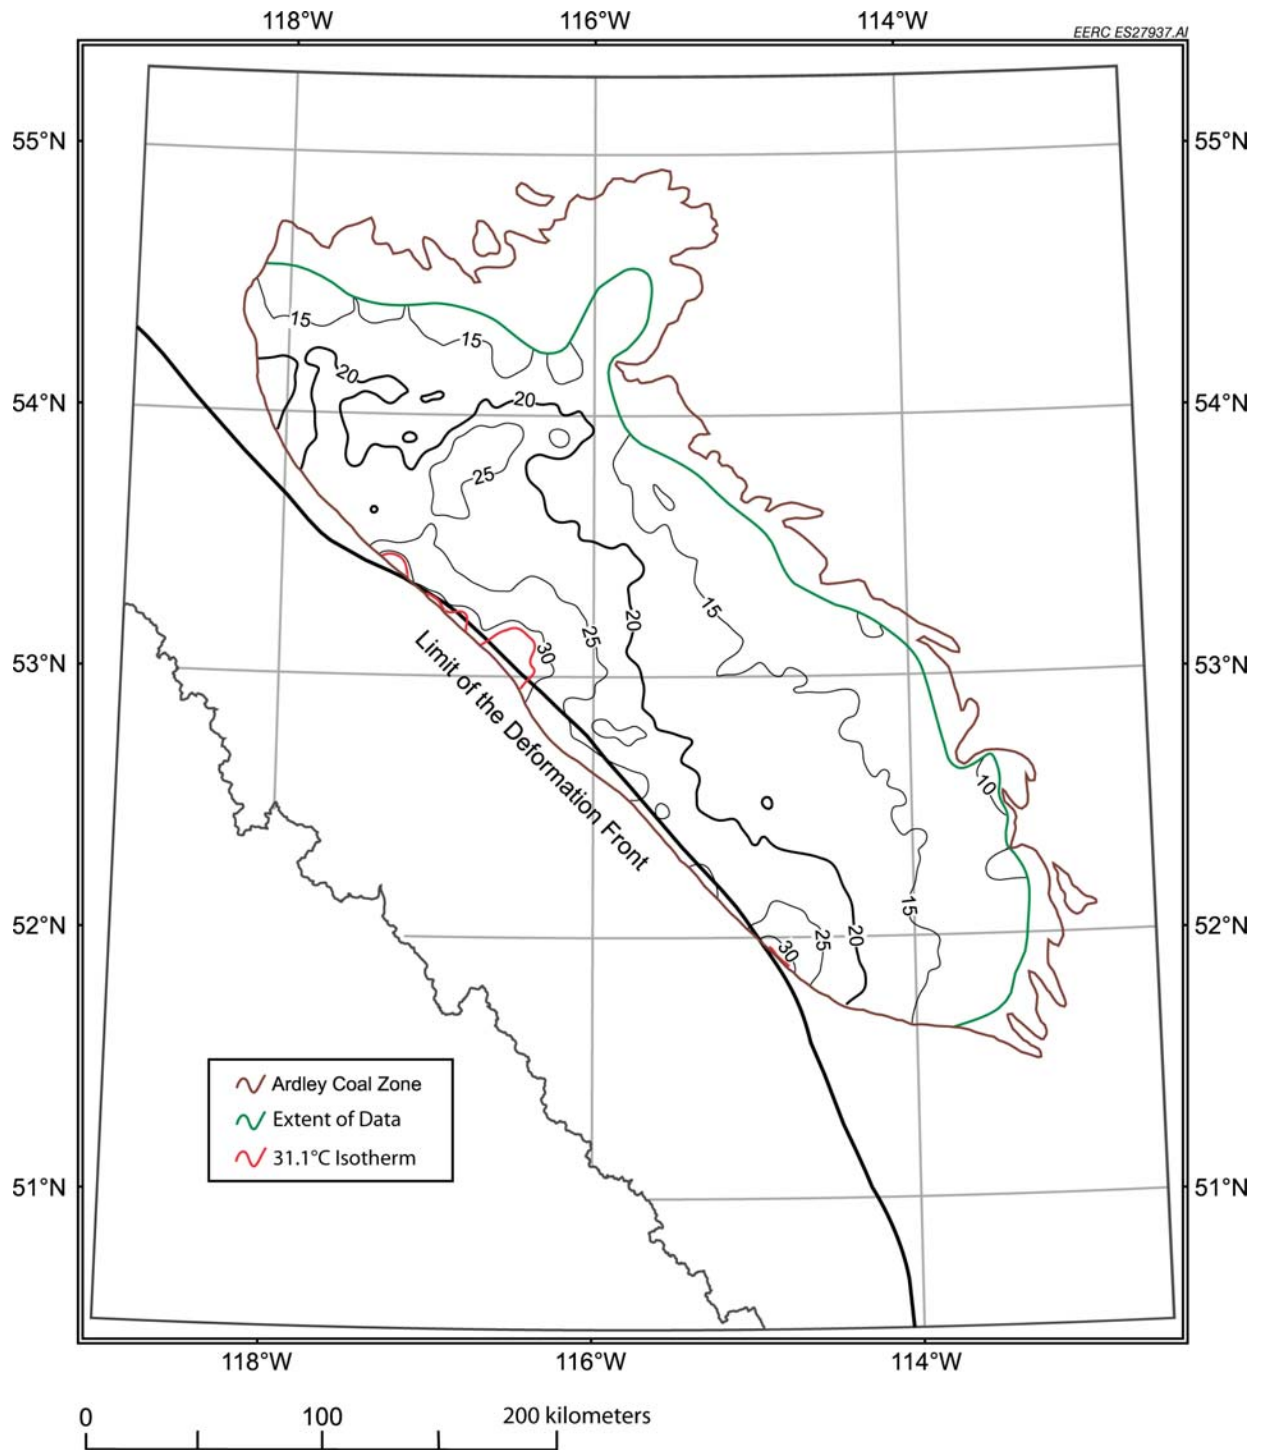 118°W 116°W 114°W
EERC ES27937.AI
55°N 55°N
15
15
20
54°N 20 54°N
25
15
20
25
30
53°N 53°N
Limit of the Deformation Front
10
15
52°N 52°N
20
25
30
Ardley Coal Zone
Extent of Data
31.1°C Isotherm
51°N 51°N
118°W 116°W 114°W
0 100 200 kilometers